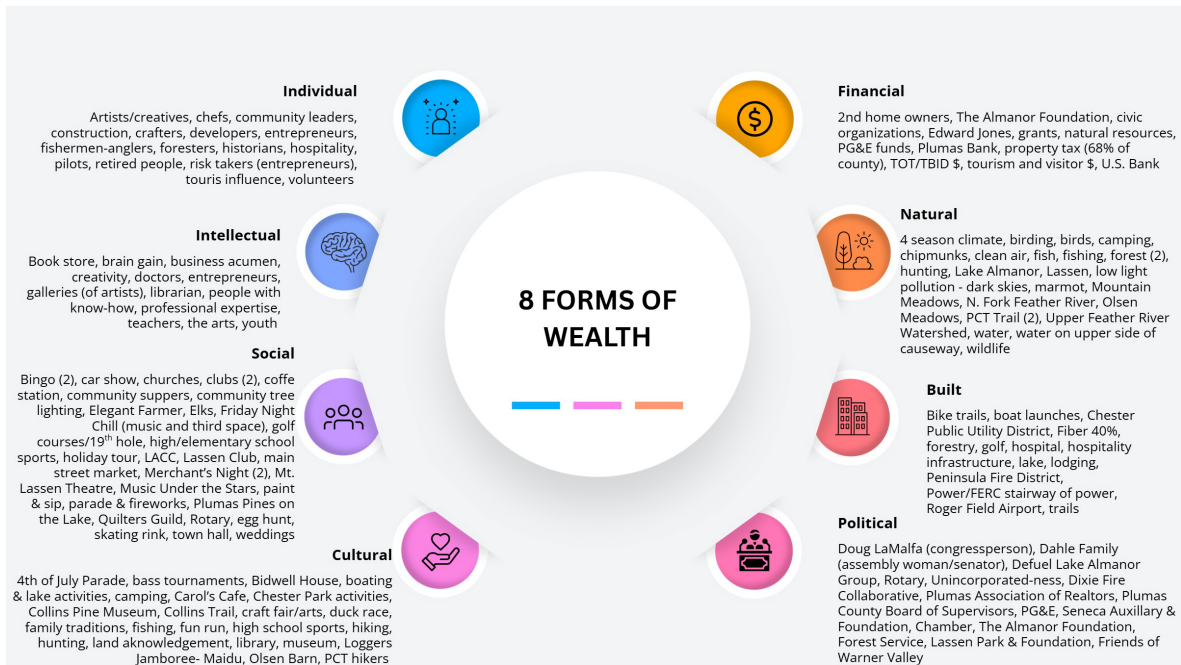 Individual
Artists/creatives, chefs, community leaders,
construction, crafters, developers, entrepreneurs,
fishermen-anglers, foresters, historians, hospitality,
pilots, retired people, risk takers (entrepreneurs),
touris influence, volunteers
Intellectual
Book store, brain gain, business acumen,
creativity, doctors, entrepreneurs,
galleries (of artists), librarian, people with
know-how, professional expertise,
teachers, the arts, youth
Social
Bingo (2), car show, churches, clubs (2), coffe
station, community suppers, community tree
lighting, Elegant Farmer, Elks, Friday Night
Chill (music and third space), golf
courses/19th hole, high/elementary school
sports, holiday tour, LACC, Lassen Club, main
street market, Merchant's Night (2), Mt.
Lassen Theatre, Music Under the Stars, paint
& sip, parade & fireworks, Plumas Pines on
the Lake, Quilters Guild, Rotary, egg hunt,
skating rink, town hall, weddings
Cultural
4th of July Parade, bass tournaments, Bidwell House, boating
& lake activities, camping, Carol's Cafe, Chester Park activities,
Collins Pine Museum, Collins Trail, craft fair/arts, duck race,
family traditions, fishing, fun run, high school sports, hiking,
hunting, land aknowledgement, library, museum, Loggers
Jamboree- Maidu, Olsen Barn, PCT hikers
8 FORMS OF
WEALTH
Financial
2nd home owners, The Almanor Foundation, civic
organizations, Edward Jones, grants, natural resources,
PG&E funds, Plumas Bank, property tax (68% of
county), TOT/TBID $, tourism and visitor $, U.S. Bank
Natural
4 season climate, birding, birds, camping,
chipmunks, clean air, fish, fishing, forest (2),
hunting, Lake Almanor, Lassen, low light
pollution - dark skies, marmot, Mountain
Meadows, N. Fork Feather River, Olsen
Meadows, PCT Trail (2), Upper Feather River
Watershed, water, water on upper side of
causeway, wildlife
Built
Bike trails, boat launches, Chester
Public Utility District, Fiber 40%,
forestry, golf, hospital, hospitality
infrastructure, lake, lodging,
Peninsula Fire District,
Power/FERC stairway of power,
Roger Field Airport, trails
Political
Doug LaMalfa (congressperson), Dahle Family
(assembly woman/senator), Defuel Lake Almanor
Group, Rotary, Unincorporated-ness, Dixie Fire
Collaborative, Plumas Association of Realtors, Plumas
County Board of Supervisors, PG&E, Seneca Auxillary &
Foundation, Chamber, The Almanor Foundation,
Forest Service, Lassen Park & Foundation, Friends of
Warner Valley